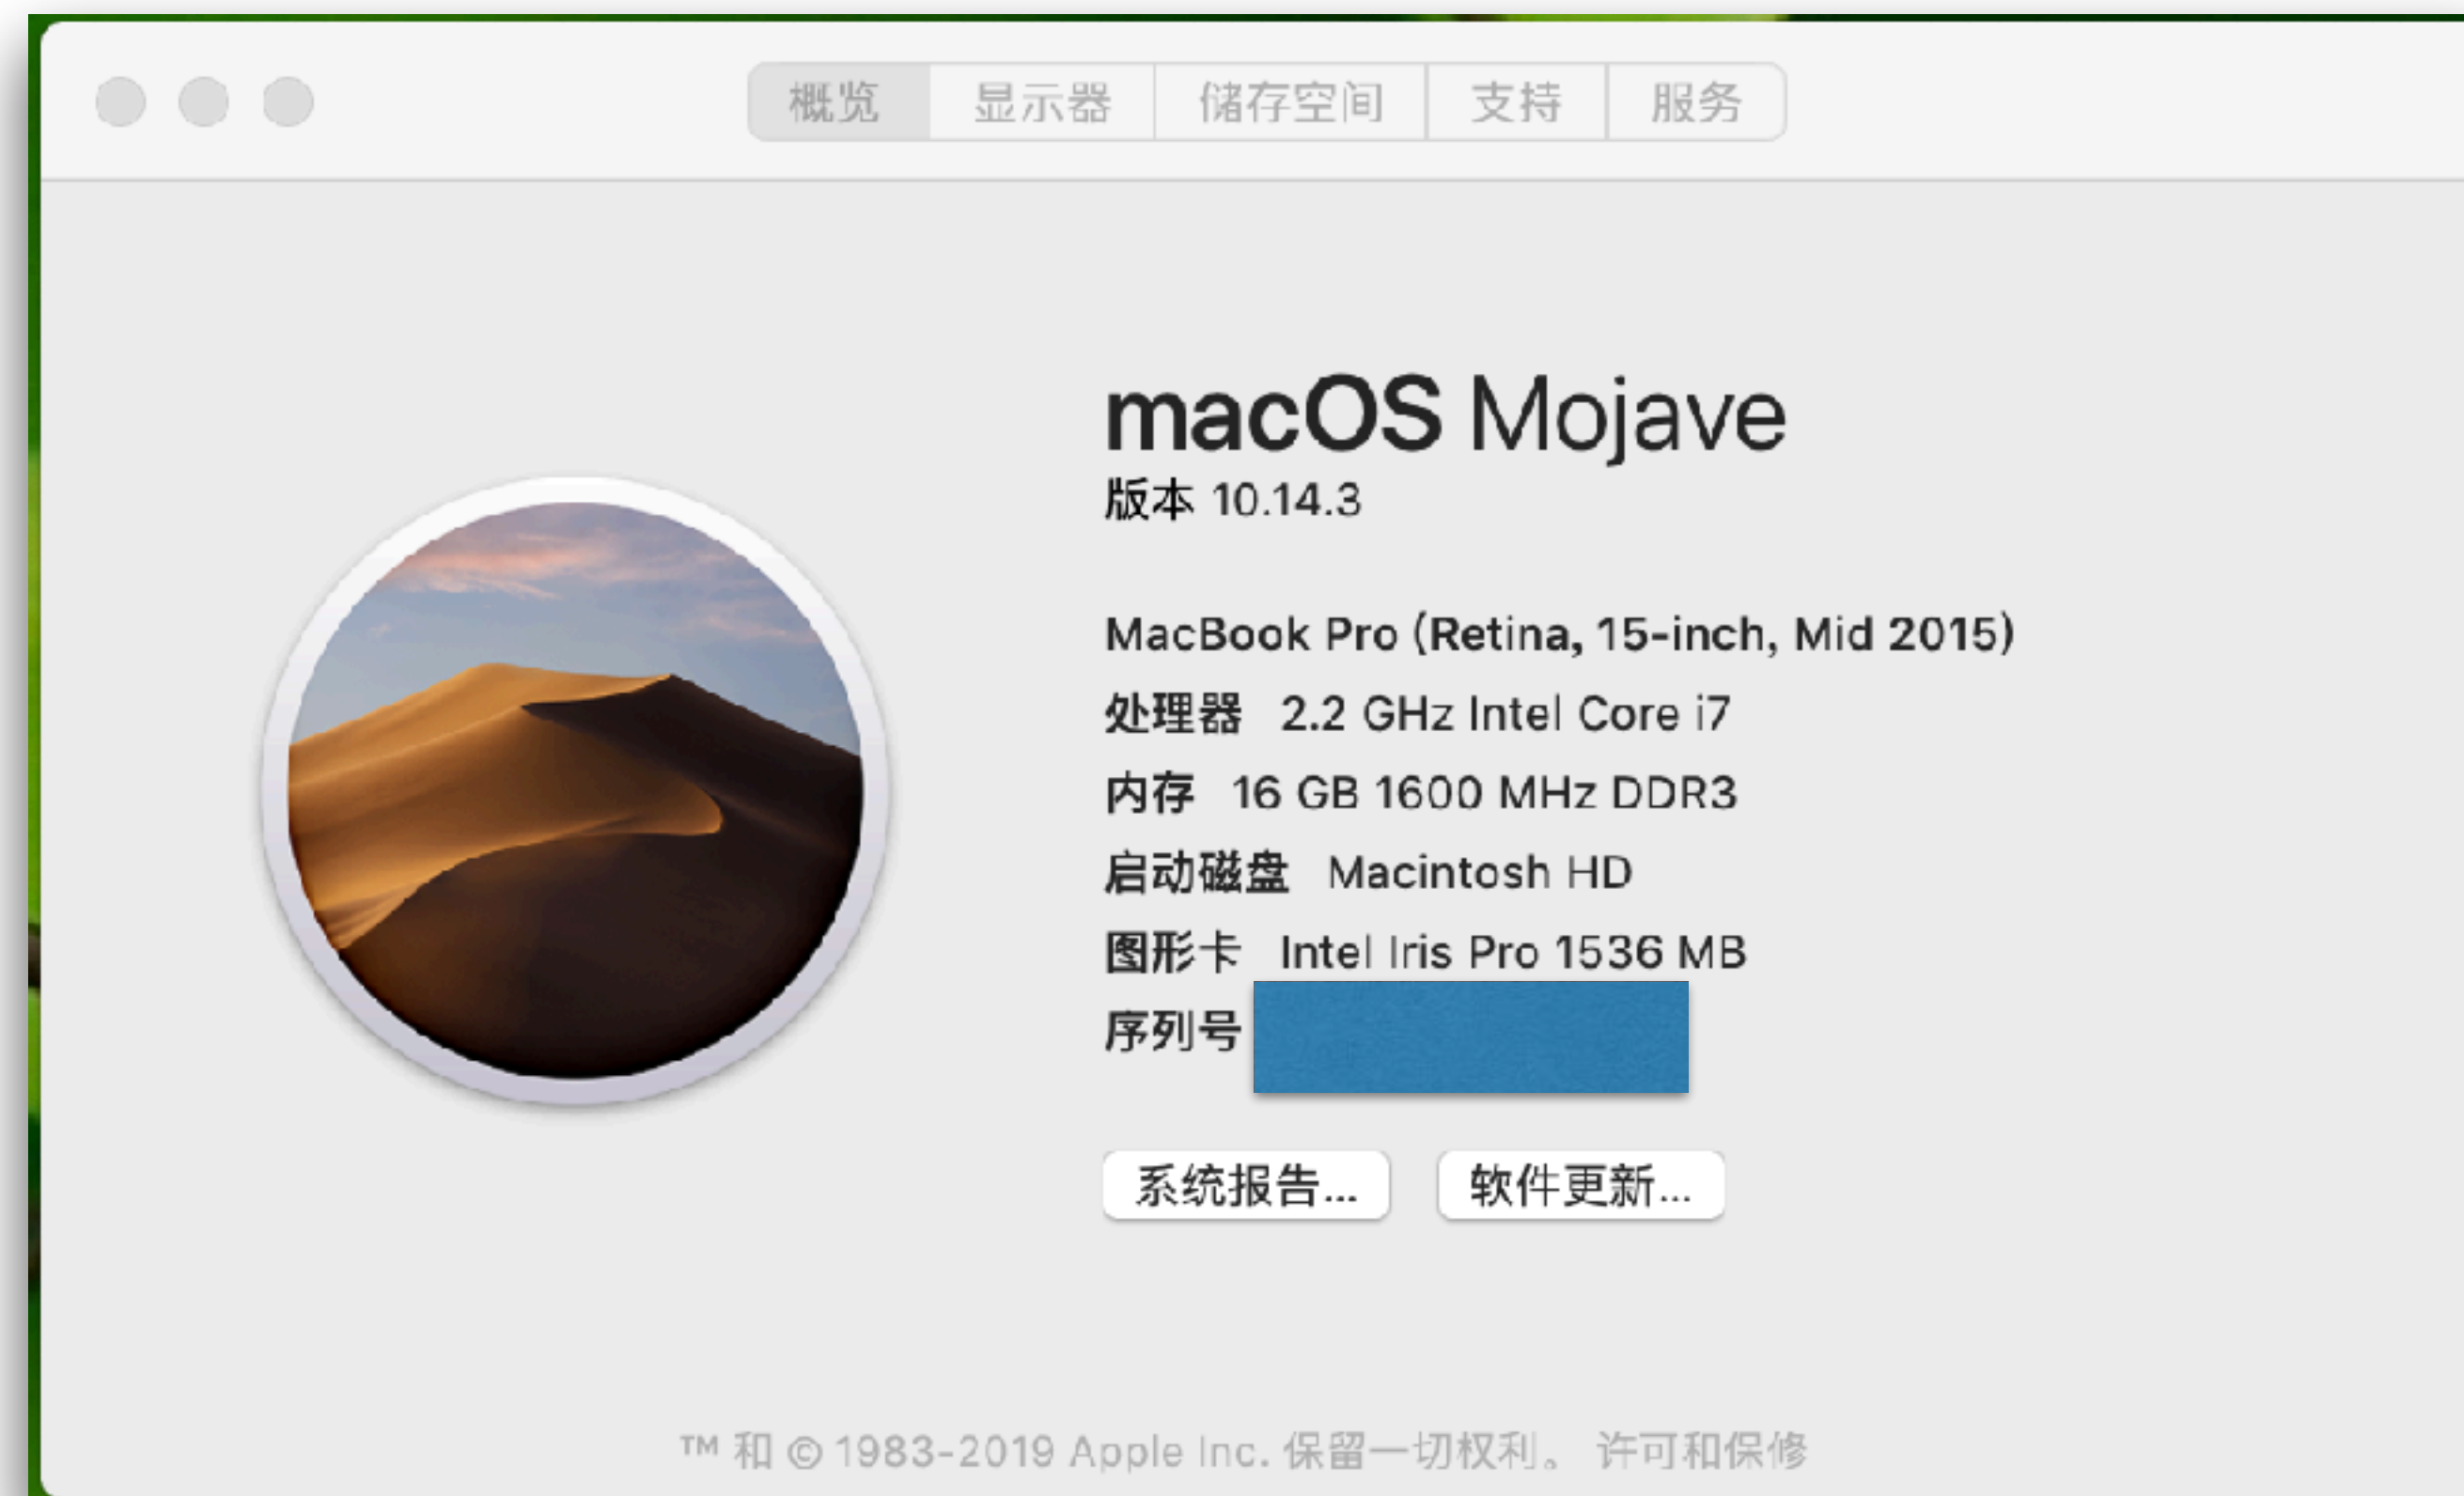 概览 显示器 储存空间 支持 服务
macOS Mojave
版本 10.14.3
MacBook Pro (Retina, 15-inch, Mid 2015)
处理器 2.2 GHz Intel Core i7
内存 16 GB 1600 MHz DDR3
启动磁盘 Macintosh HD
图形卡 Intel Iris Pro 1536 MB
序列号
系统报告... 软件更新...
™ 和 © 1983-2019 Apple Inc. 保留一切权利。 许可和保修